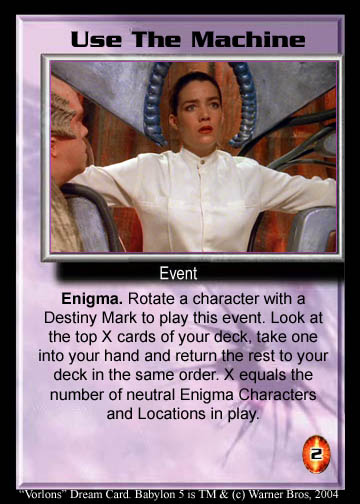 Use The Machine
Event
Enigma. Rotate a character with a
Destiny Mark to play this event. Look at
the top X cards of your deck, take one
into your hand and return the rest to your
deck in the same order. X equals the
number of neutral Enigma Characters
and Locations in play.
2
"Vorlons" Dream Card. Babylon 5 is TM & (c) Warner Bros, 2004